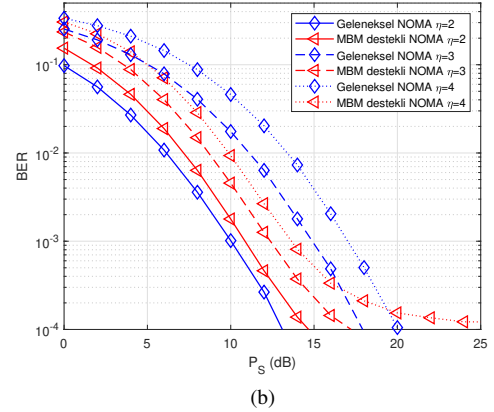 Geleneksel NOMA η=2
MBM destekli NOMA η=2
Geleneksel NOMA η=3
MBM destekli NOMA η=3
Geleneksel NOMA η=4
MBM destekli NOMA η=4
10^-1
10^-2
10^-3
10^-4
BER
0 5 10 15 20 25
P_S (dB)
(b)